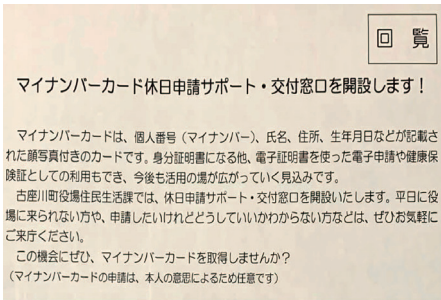 回 覧
マイナンバーカード休日申請サポート・交付窓口を開設します！
マイナンバーカードは、個人番号（マイナンバー）、氏名、住所、生年月日などが記載さ
れた顔写真付きのカードです。身分証明書になる他、電子証明書を使った電子申請や健康保
険証としての利用もでき、今後も活用の場が広がっていく見込みです。
古座川町役場住民生活課では、休日申請サポート・交付窓口を開設いたします。平日に役
場に来られない方や、申請したいけれどどうしていいかわからない方などは、ぜひお気軽に
ご来庁ください。
この機会にぜひ、マイナンバーカードを取得しませんか？
（マイナンバーカードの申請は、本人の意思によるため任意です）